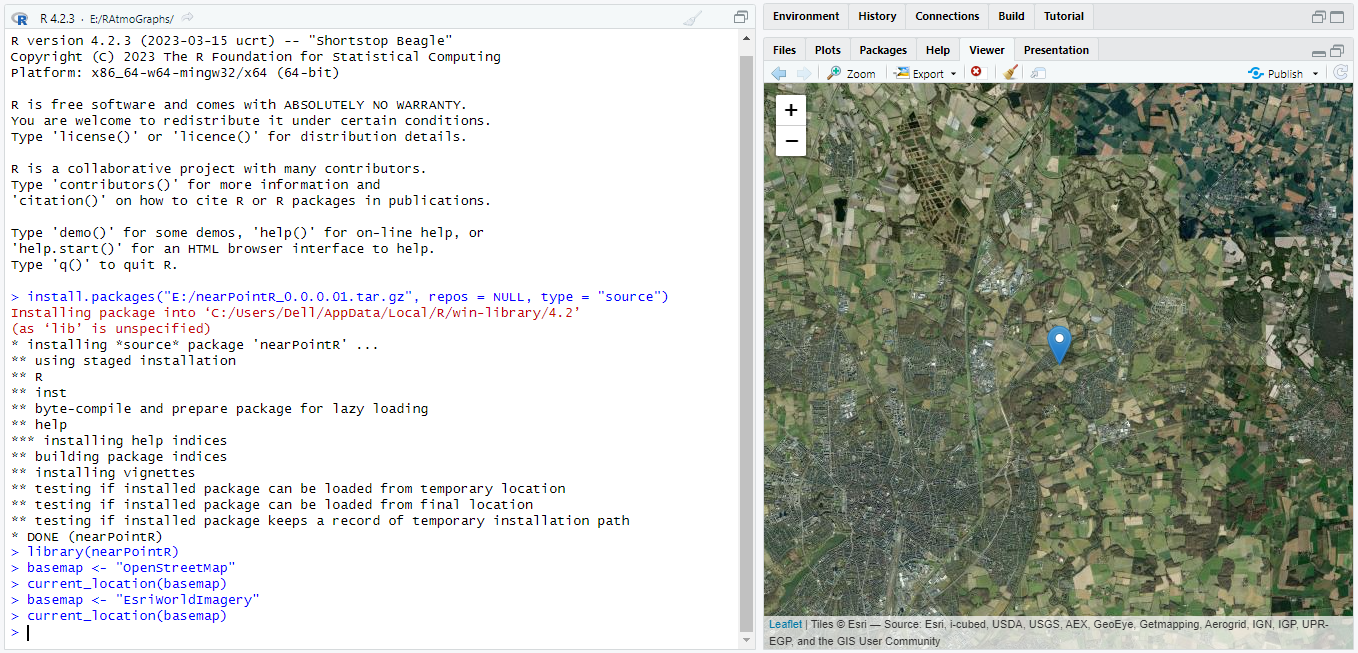 R 4.2.3 · E:/RAtmoGraphs/
R version 4.2.3 (2023-03-15 ucrt) -- "Shortstop Beagle"
Copyright (C) 2023 The R Foundation for Statistical Computing
Platform: x86_64-w64-mingw32/x64 (64-bit)
R is free software and comes with ABSOLUTELY NO WARRANTY.
You are welcome to redistribute it under certain conditions.
Type 'license()' or 'licence()' for distribution details.
R is a collaborative project with many contributors.
Type 'contributors()' for more information and
'citation()' on how to cite R or R packages in publications.
Type 'demo()' for some demos, 'help()' for on-line help, or
'help.start()' for an HTML browser interface to help.
Type 'q()' to quit R.
> install.packages("E:/nearPointR_0.0.0.01.tar.gz", repos = NULL, type = "source")
Installing package into ‘C:/Users/Dell/AppData/Local/R/win-library/4.2’
(as ‘lib’ is unspecified)
* installing *source* package 'nearPointR' ...
** using staged installation
** R
** inst
** byte-compile and prepare package for lazy loading
** help
*** installing help indices
** building package indices
** installing vignettes
** testing if installed package can be loaded from temporary location
** testing if installed package can be loaded from final location
** testing if installed package keeps a record of temporary installation path
* DONE (nearPointR)
> library(nearPointR)
> basemap <- "OpenStreetMap"
> current_location(basemap)
> basemap <- "EsriWorldImagery"
> current_location(basemap)
>
Environment History Connections Build Tutorial
Files Plots Packages Help Viewer Presentation
Zoom Export Publish
+
−
Leaflet | Tiles © Esri — Source: Esri, i-cubed, USDA, USGS, AEX, GeoEye, Getmapping, Aerogrid, IGN, IGP, UPR-
EGP, and the GIS User Community